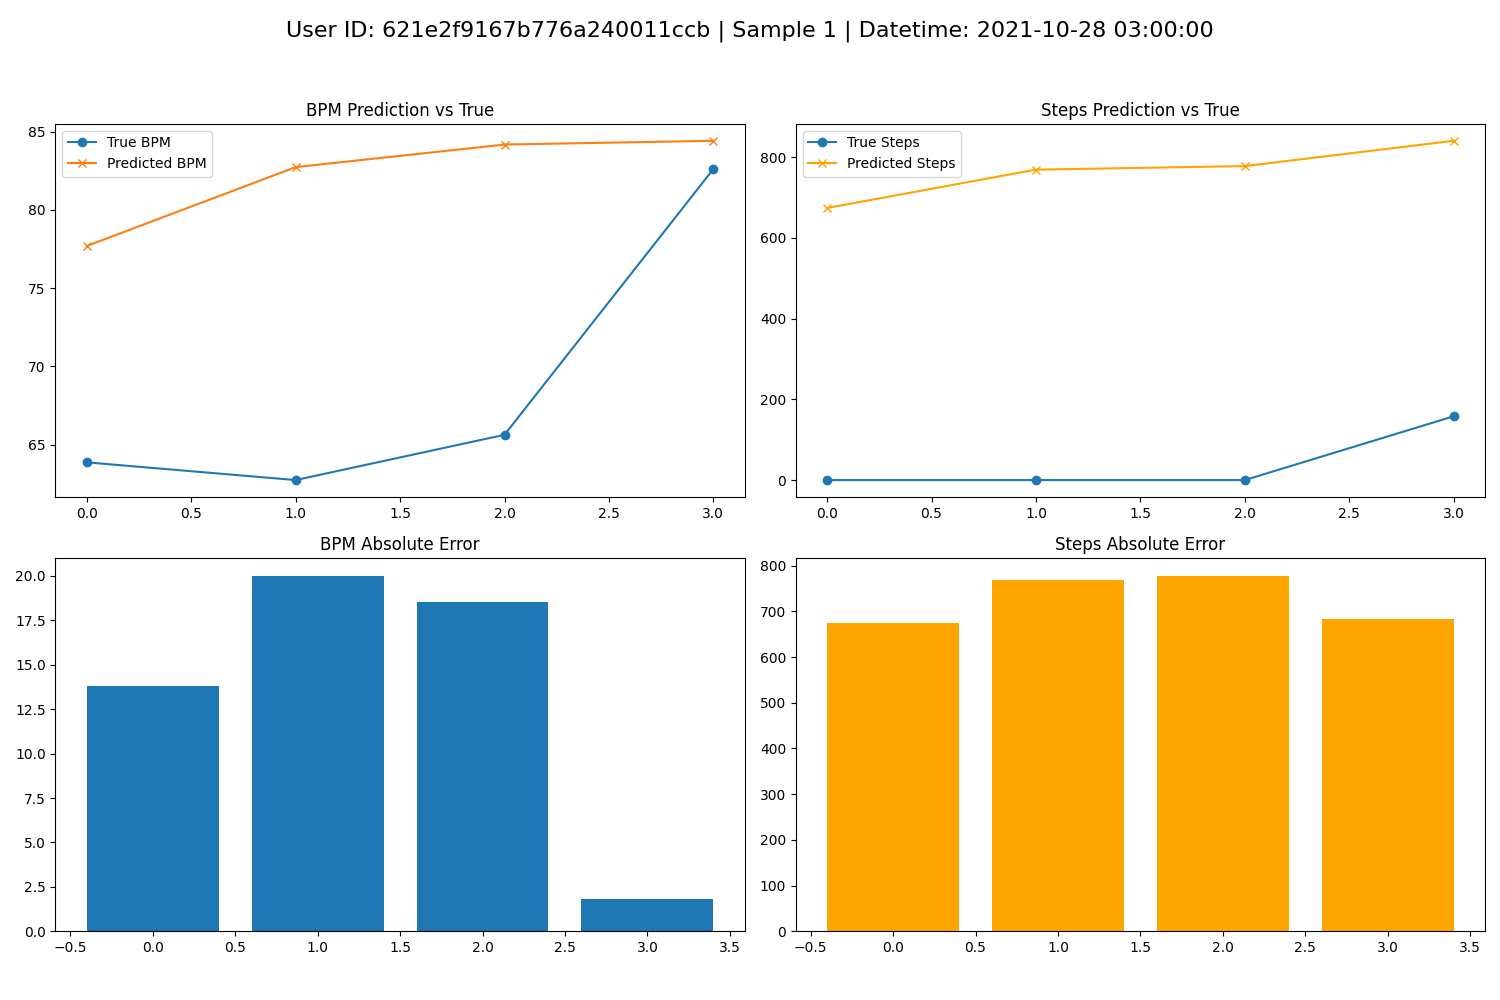 User ID: 621e2f9167b776a240011ccb | Sample 1 | Datetime: 2021-10-28 03:00:00
BPM Prediction vs True
True BPM
Predicted BPM
85
80
75
70
65
0.0 0.5 1.0 1.5 2.0 2.5 3.0
Steps Prediction vs True
True Steps
Predicted Steps
800
600
400
200
0
0.0 0.5 1.0 1.5 2.0 2.5 3.0
BPM Absolute Error
20.0
17.5
15.0
12.5
10.0
7.5
5.0
2.5
0.0
−0.5 0.0 0.5 1.0 1.5 2.0 2.5 3.0 3.5
Steps Absolute Error
800
700
600
500
400
300
200
100
0
−0.5 0.0 0.5 1.0 1.5 2.0 2.5 3.0 3.5